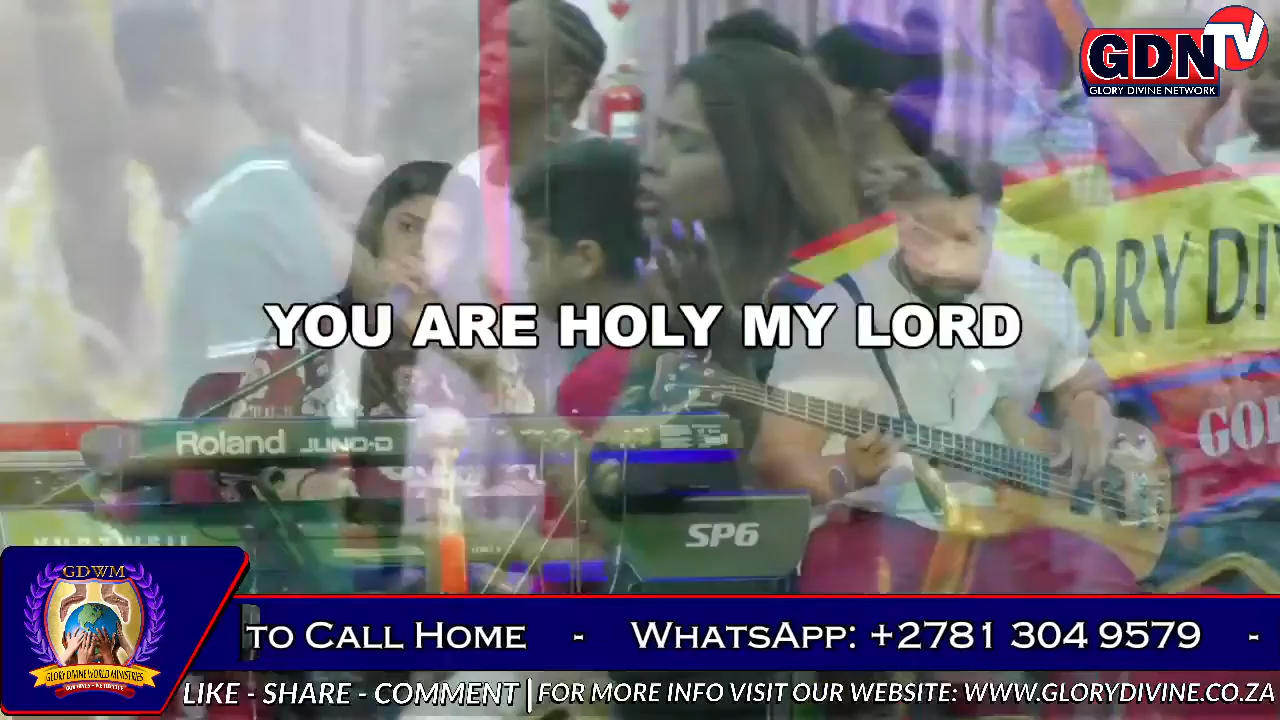 GDN TV
GLORY DIVINE NETWORK
GLORY DIV
YOU ARE HOLY MY LORD
Roland JUNO-D
SP6
GDWM
GLORY DIVINE WORLD MINISTRIES
TO CALL HOME - WHATSAPP: +2781 304 9579 -
LIKE - SHARE - COMMENT | FOR MORE INFO VISIT OUR WEBSITE: WWW.GLORYDIVINE.CO.ZA